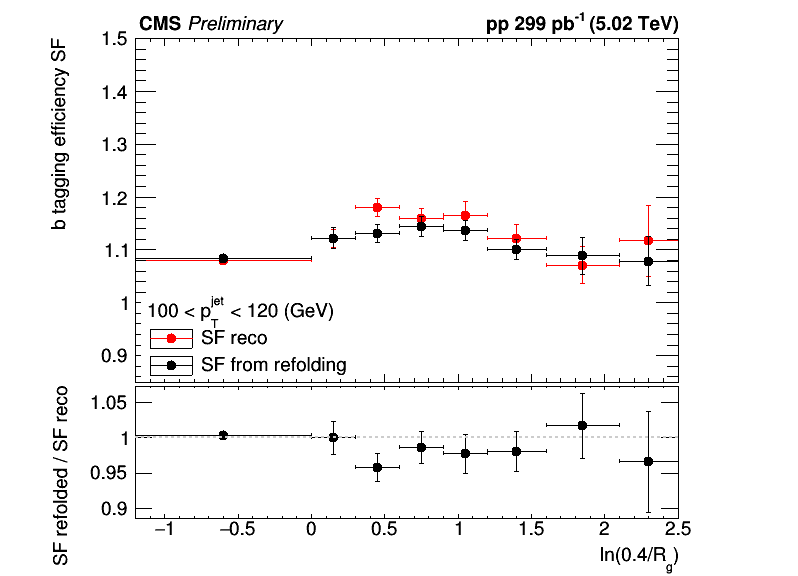 CMS Preliminary pp 299 pb⁻¹ (5.02 TeV)
b tagging efficiency SF
1.5
1.4
1.3
1.2
1.1
1
0.9
100 < p_T^jet < 120 (GeV)
SF reco
SF from refolding
SF refolded / SF reco
1.05
1
0.95
0.9
−1 −0.5 0 0.5 1 1.5 2 2.5
ln(0.4/R_g)